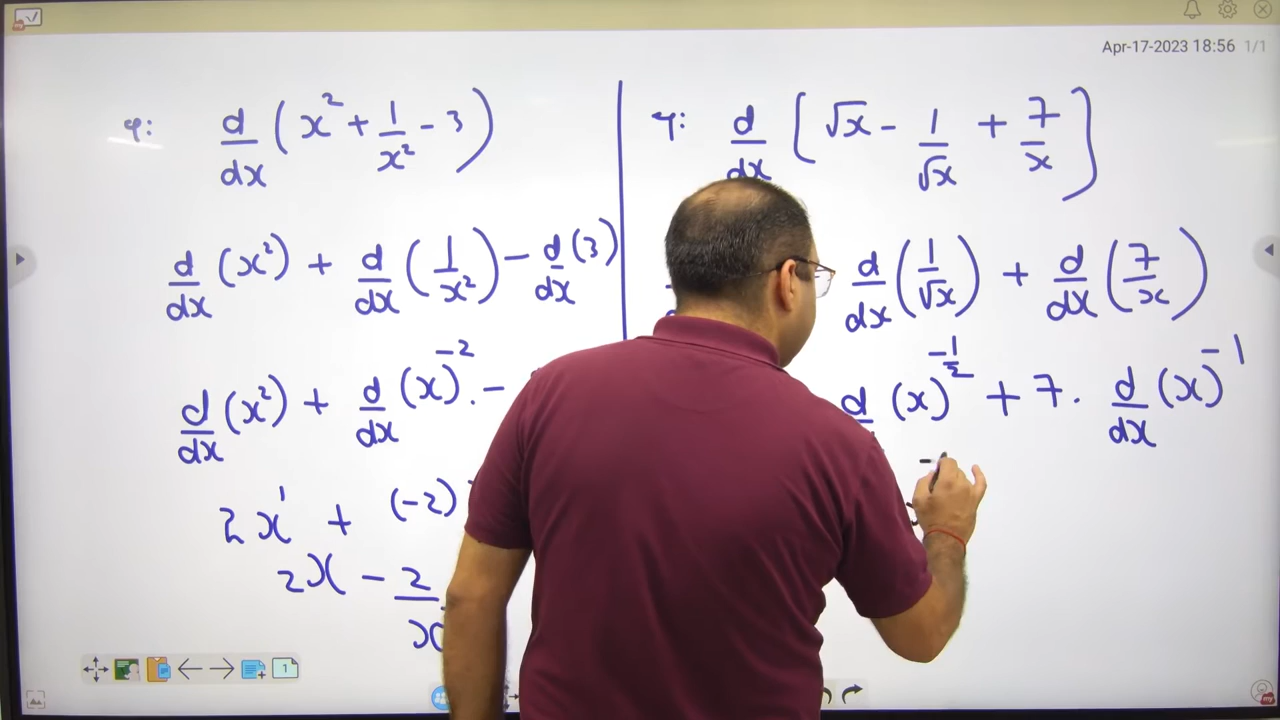 Apr-17-2023 18:56 1/1
φ: d/dx (x² + 1/x² - 3)
d/dx (x²) + d/dx (1/x²) - d/dx (3)
d/dx (x²) + d/dx (x)⁻² . -
2x¹ + (-2)
2x - 2/x
φ: d/dx [√x - 1/√x + 7/x]
d/dx (1/√x) + d/dx (7/x)
d/dx (x)^(-1/2) + 7 . d/dx (x)⁻¹
1